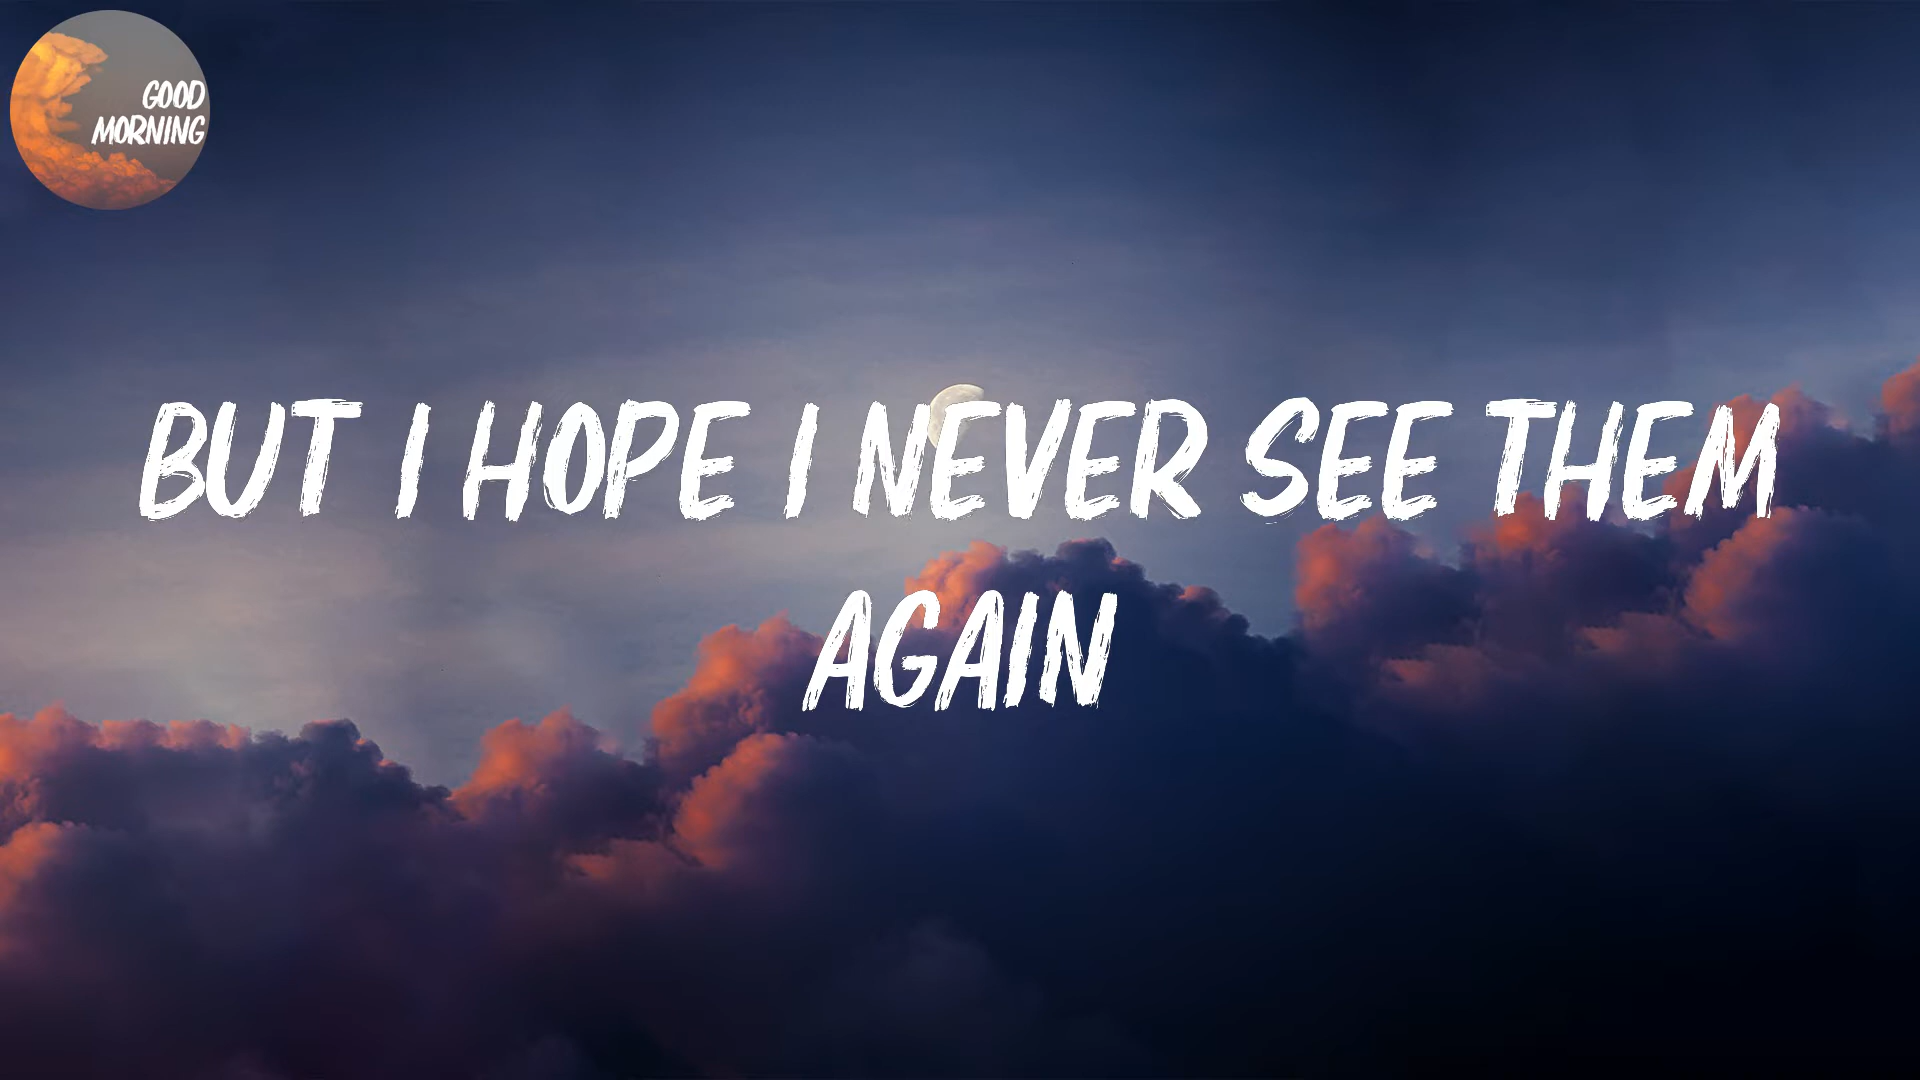 GOOD
MORNING
BUT I HOPE I NEVER SEE THEM
AGAIN